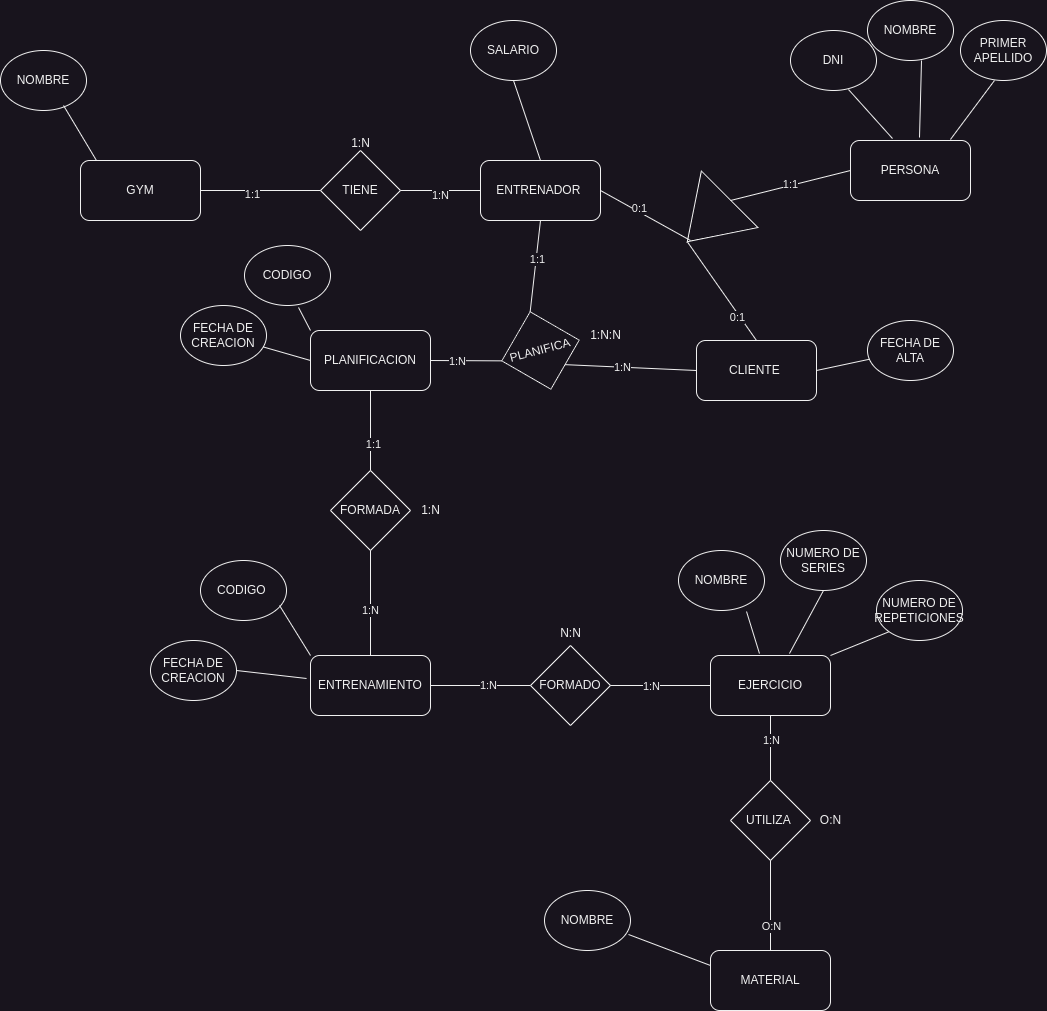 NOMBRE
SALARIO
DNI
NOMBRE
PRIMER
APELLIDO
GYM
1:1
1:N
TIENE
1:N
ENTRENADOR
0:1
1:1
PERSONA
CODIGO
FECHA DE
CREACION
PLANIFICACION
1:N
1:1
PLANIFICA
1:N:N
1:N
0:1
CLIENTE
FECHA DE
ALTA
1:1
FORMADA
1:N
1:N
CODIGO
FECHA DE
CREACION
ENTRENAMIENTO
1:N
N:N
FORMADO
1:N
NOMBRE
NUMERO DE
SERIES
NUMERO DE
REPETICIONES
EJERCICIO
1:N
UTILIZA
O:N
O:N
NOMBRE
MATERIAL